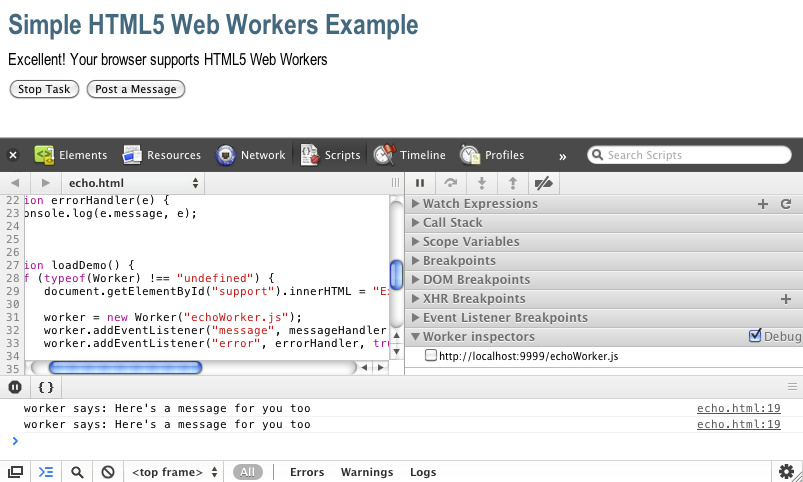 Simple HTML5 Web Workers Example
Excellent! Your browser supports HTML5 Web Workers
Stop Task Post a Message
Elements Resources Network Scripts Timeline Profiles » Search Scripts
echo.html
22 ion errorHandler(e) {
23 onsole.log(e.message, e);
24
25
26
27 ion loadDemo() {
28 f (typeof(Worker) !== "undefined") {
29 document.getElementById("support").innerHTML = "Ex
30
31 worker = new Worker("echoWorker.js");
32 worker.addEventListener("message", messageHandler
33 worker.addEventListener("error", errorHandler, tru
34
35
Watch Expressions
Call Stack
Scope Variables
Breakpoints
DOM Breakpoints
XHR Breakpoints
Event Listener Breakpoints
Worker inspectors Debug
http://localhost:9999/echoWorker.js
{ }
worker says: Here's a message for you too echo.html:19
worker says: Here's a message for you too echo.html:19
>
<top frame> All Errors Warnings Logs